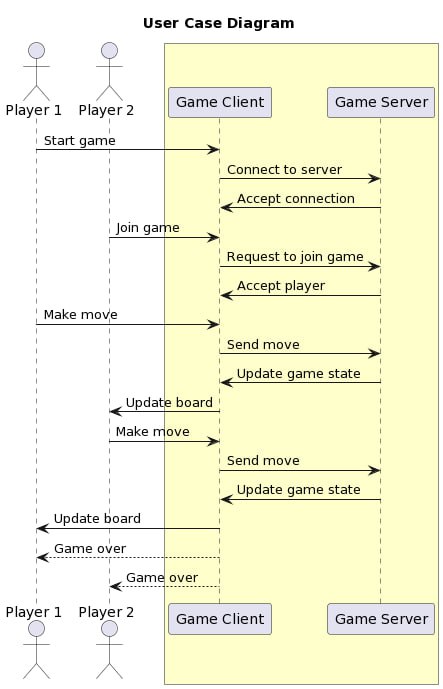 User Case Diagram
Player 1
Player 2
Game Client
Game Server
Start game
Connect to server
Accept connection
Join game
Request to join game
Accept player
Make move
Send move
Update game state
Update board
Make move
Send move
Update game state
Update board
Game over
Game over
Player 1
Player 2
Game Client
Game Server